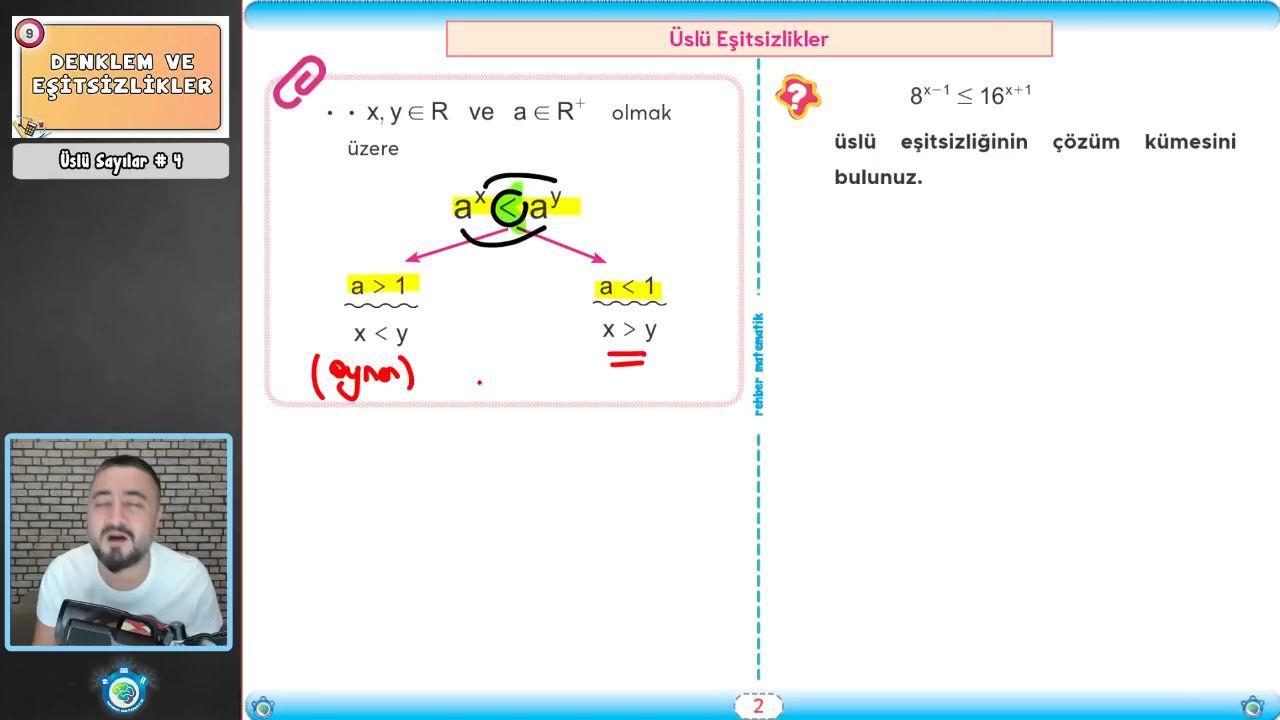 9
DENKLEM VE
EŞİTSİZLİKLER
Üslü Sayılar # 4
Üslü Eşitsizlikler
• • x, y ∈ R ve a ∈ R⁺ olmak
üzere
aˣ < aʸ
a > 1
a < 1
x < y
x > y
(aynen)
rehber matematik
?
8ˣ⁻¹ ≤ 16ˣ⁺¹
üslü eşitsizliğinin çözüm kümesini
bulunuz.
2